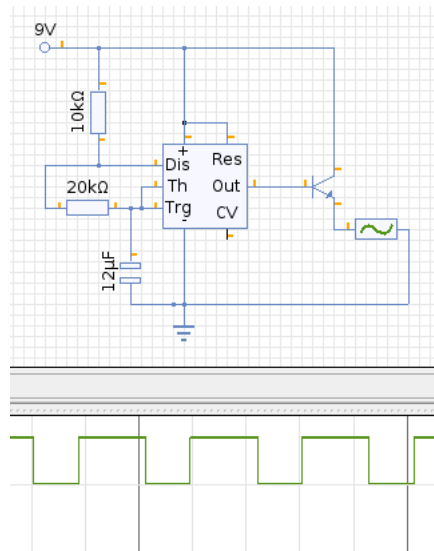 9V
10kΩ
20kΩ
12µF
+
Dis
Res
Th
Out
Trg
CV
-